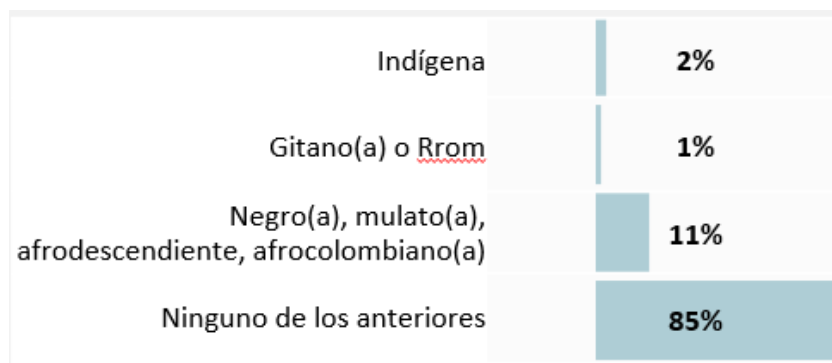 Indígena 2%
Gitano(a) o Rrom 1%
Negro(a), mulato(a),
afrodescendiente, afrocolombiano(a) 11%
Ninguno de los anteriores 85%